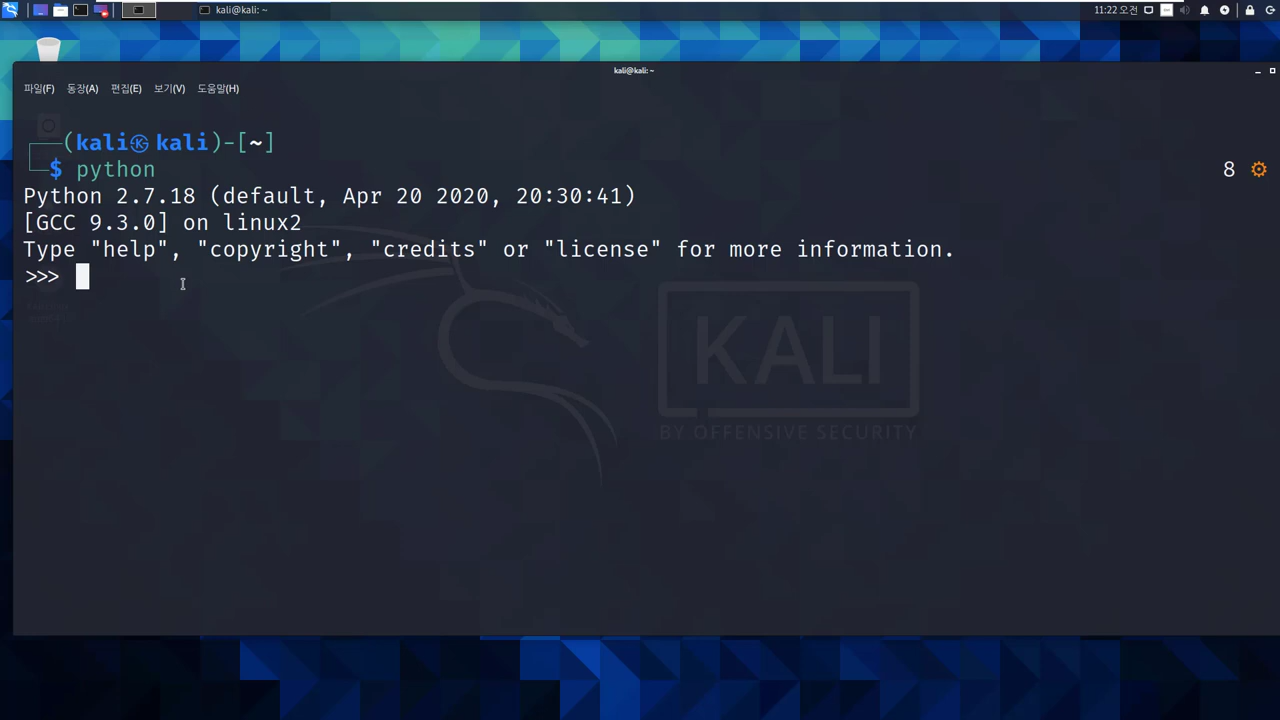 kali@kali: ~
11:22 오전
kali@kali: ~
파일(F) 동장(A) 편집(E) 보기(V) 도움말(H)
(kali㉿kali)-[~]
$ python
8
Python 2.7.18 (default, Apr 20 2020, 20:30:41)
[GCC 9.3.0] on linux2
Type "help", "copyright", "credits" or "license" for more information.
>>>
KALI
BY OFFENSIVE SECURITY